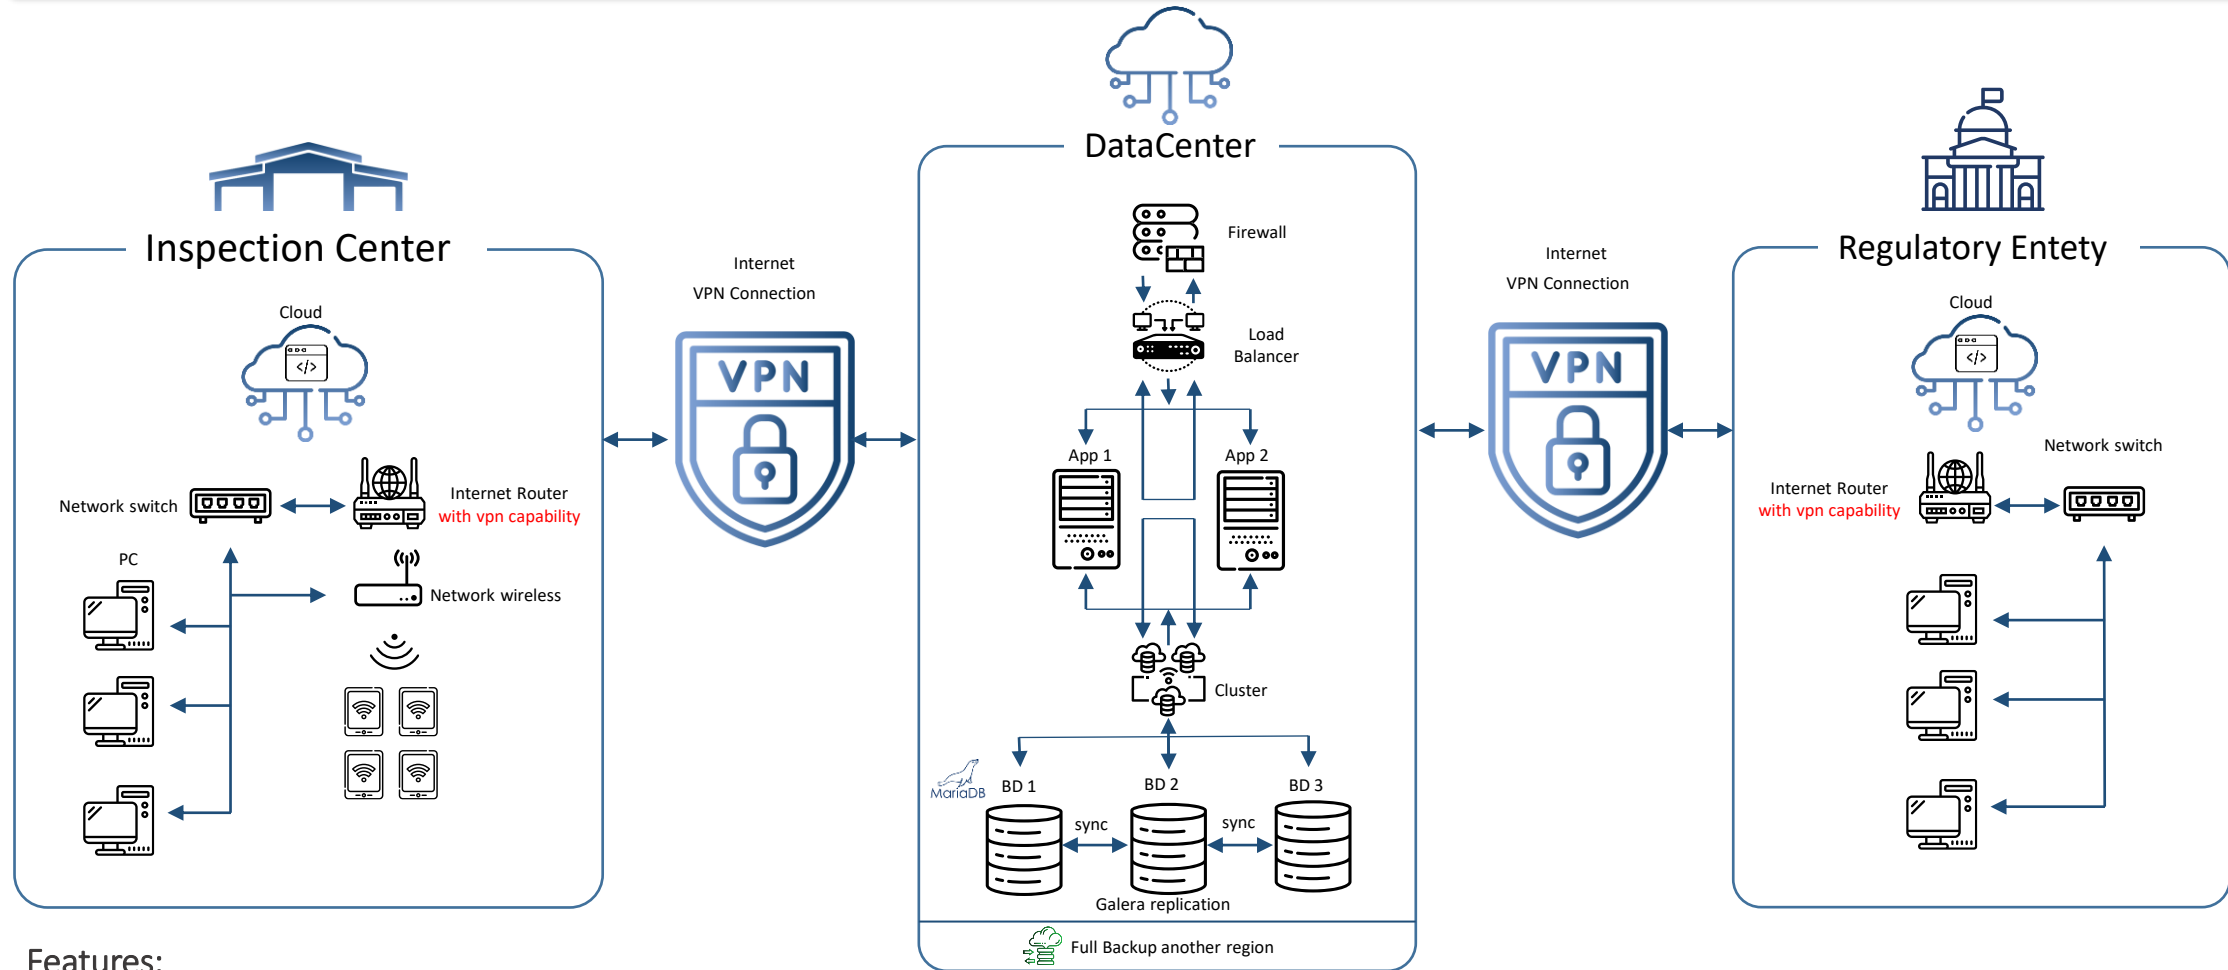 DataCenter
Inspection Center
Regulatory Entety
Firewall
Internet
VPN Connection
Internet
VPN Connection
Cloud
</>
VPN
Load
Balancer
VPN
Cloud
</>
App 1
App 2
Network switch
Internet Router
with vpn capability
Network switch
Internet Router
with vpn capability
PC
Network wireless
Cluster
MariaDB
BD 1
BD 2
BD 3
sync
sync
Galera replication
Full Backup another region
Features: